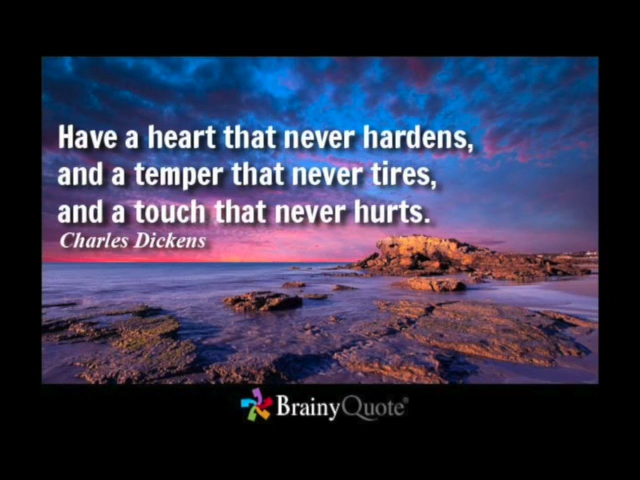 Have a heart that never hardens,
and a temper that never tires,
and a touch that never hurts.
Charles Dickens
BrainyQuote®